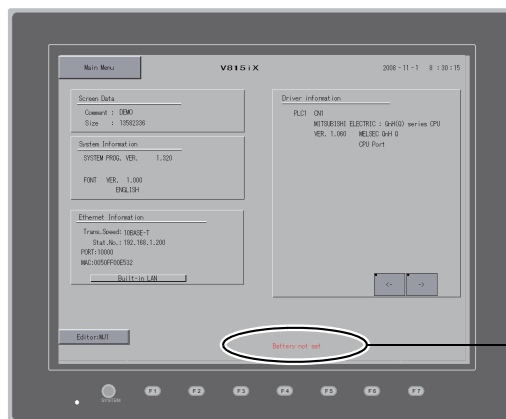 Main Menu
V815iX
2008-11-1 8:30:15
Screen Data
Comment : DEMO
Size : 13582336
System Information
SYSTEM PROG. VER. 1.320
FONT VER. 1.000
ENGLISH
Ethernet Information
Trans.Speed: 10BASE-T
Stat.No.: 192.168.1.200
PORT:10000
MAC:0050FF00E532
Built-in LAN
Driver information
PLC1 CN1
MITSUBISHI ELECTRIC : QnH(Q) series CPU
VER. 1.060 MELSEC QnH Q
CPU Port
<-
->
Editor:MJ1
Battery not set
SYSTEM
F1
F2
F3
F4
F5
F6
F7